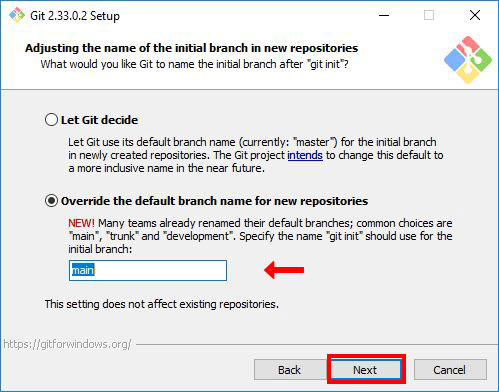 Git 2.33.0.2 Setup
Adjusting the name of the initial branch in new repositories
What would you like Git to name the initial branch after "git init"?
Let Git decide
Let Git use its default branch name (currently: "master") for the initial branch
in newly created repositories. The Git project intends to change this default to
a more inclusive name in the near future.
Override the default branch name for new repositories
NEW! Many teams already renamed their default branches; common choices are
"main", "trunk" and "development". Specify the name "git init" should use for the
initial branch:
main
This setting does not affect existing repositories.
https://gitforwindows.org/
Back Next Cancel